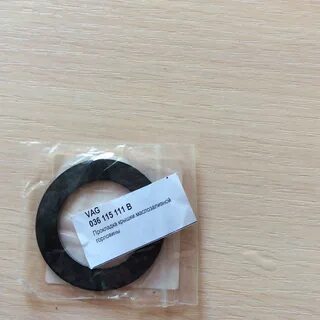 VAG
036 115 111 B
Прокладка крышки маслозаливной
горловины